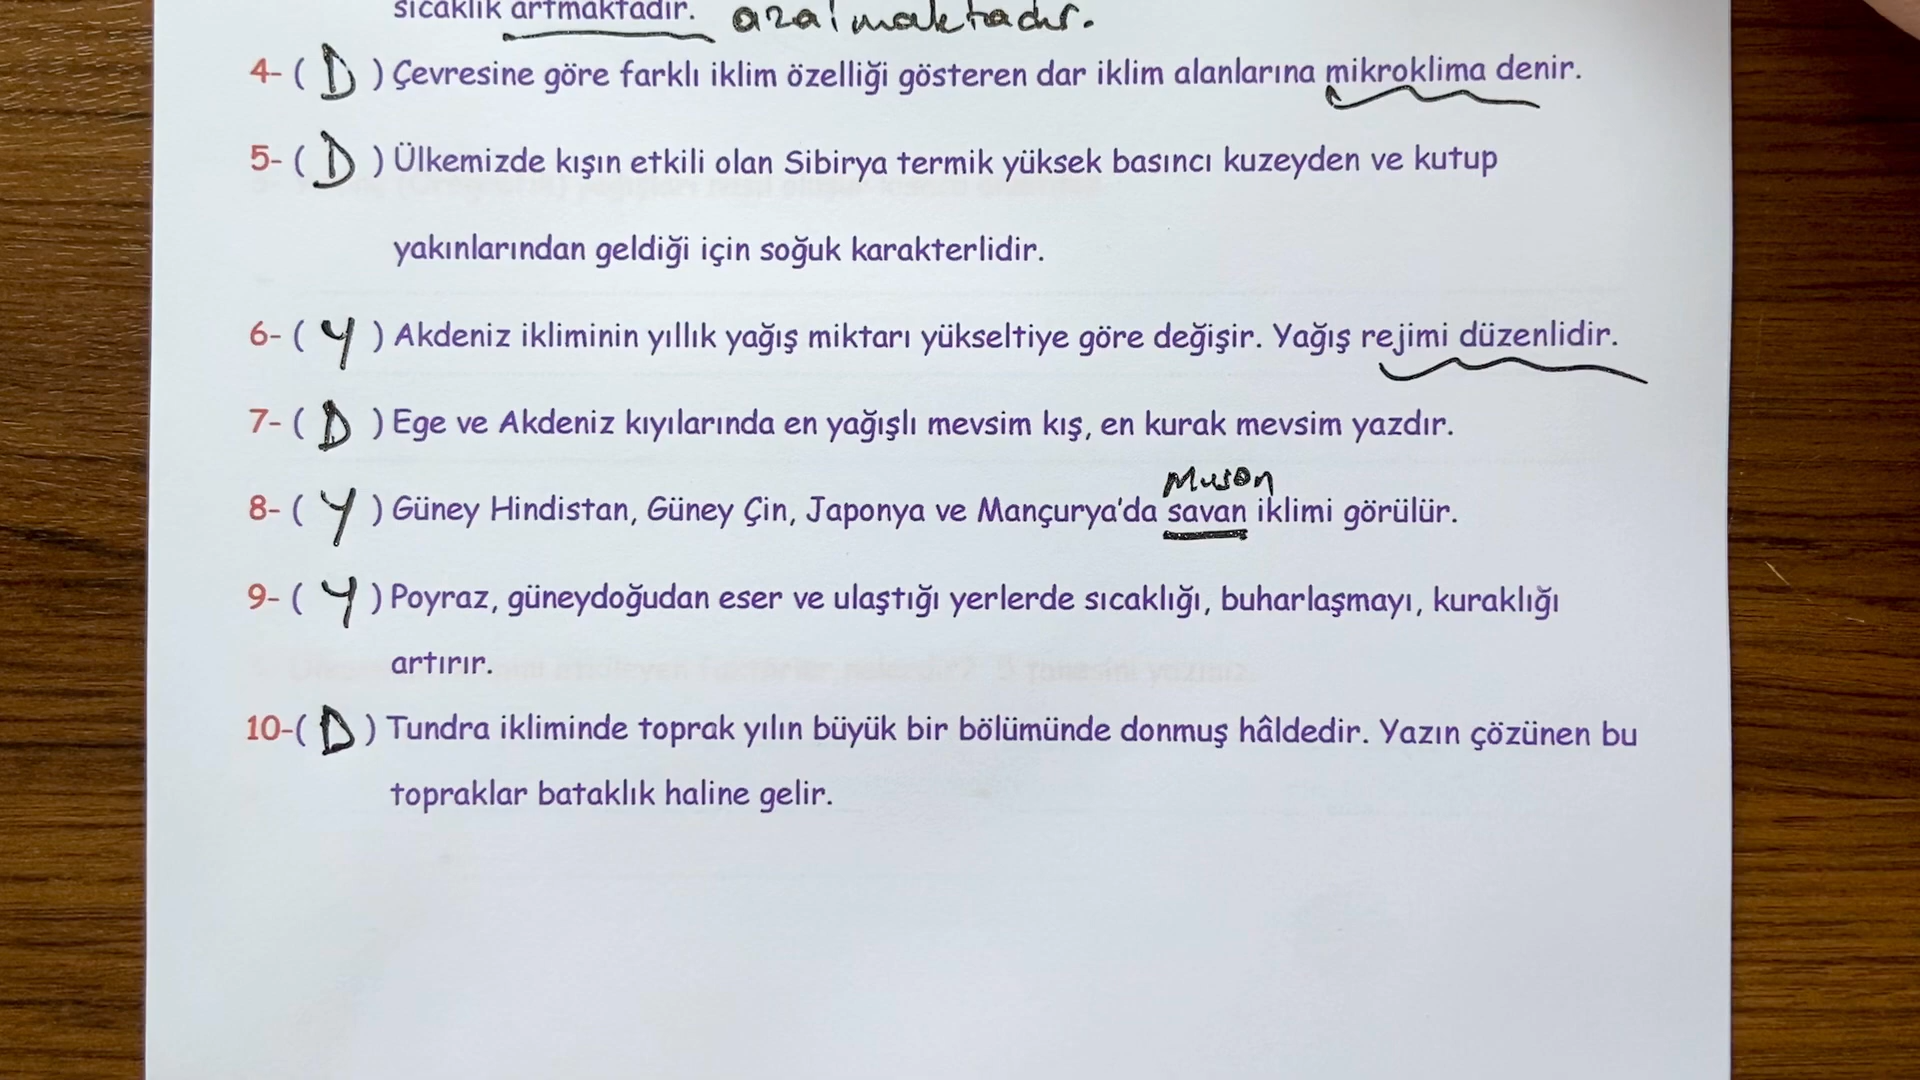 sıcaklık artmaktadır. azalmaktadır.
4- ( D ) Çevresine göre farklı iklim özelliği gösteren dar iklim alanlarına mikroklima denir.
5- ( D ) Ülkemizde kışın etkili olan Sibirya termik yüksek basıncı kuzeyden ve kutup
yakınlarından geldiği için soğuk karakterlidir.
6- ( Y ) Akdeniz ikliminin yıllık yağış miktarı yükseltiye göre değişir. Yağış rejimi düzenlidir.
7- ( D ) Ege ve Akdeniz kıyılarında en yağışlı mevsim kış, en kurak mevsim yazdır.
Muson
8- ( Y ) Güney Hindistan, Güney Çin, Japonya ve Mançurya'da savan iklimi görülür.
9- ( Y ) Poyraz, güneydoğudan eser ve ulaştığı yerlerde sıcaklığı, buharlaşmayı, kuraklığı
artırır.
10-( D ) Tundra ikliminde toprak yılın büyük bir bölümünde donmuş hâldedir. Yazın çözünen bu
topraklar bataklık haline gelir.